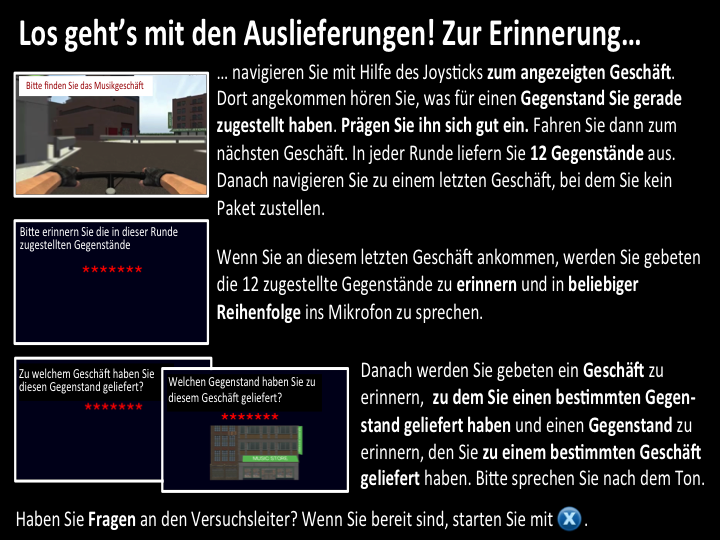 Los geht’s mit den Auslieferungen! Zur Erinnerung…
Bitte finden Sie das Musikgeschäft
… navigieren Sie mit Hilfe des Joysticks zum angezeigten Geschäft.
Dort angekommen hören Sie, was für einen Gegenstand Sie gerade
zugestellt haben. Prägen Sie ihn sich gut ein. Fahren Sie dann zum
nächsten Geschäft. In jeder Runde liefern Sie 12 Gegenstände aus.
Danach navigieren Sie zu einem letzten Geschäft, bei dem Sie kein
Paket zustellen.
Bitte erinnern Sie die in dieser Runde
zugestellten Gegenstände
*******
Wenn Sie an diesem letzten Geschäft ankommen, werden Sie gebeten
die 12 zugestellte Gegenstände zu erinnern und in beliebiger
Reihenfolge ins Mikrofon zu sprechen.
Zu welchem Geschäft haben Sie
diesen Gegenstand geliefert?
*******
Welchen Gegenstand haben Sie zu
diesem Geschäft geliefert?
*******
MUSIC STORE
Danach werden Sie gebeten ein Geschäft zu
erinnern, zu dem Sie einen bestimmten Gegen-
stand geliefert haben und einen Gegenstand zu
erinnern, den Sie zu einem bestimmten Geschäft
geliefert haben. Bitte sprechen Sie nach dem Ton.
Haben Sie Fragen an den Versuchsleiter? Wenn Sie bereit sind, starten Sie mit X .